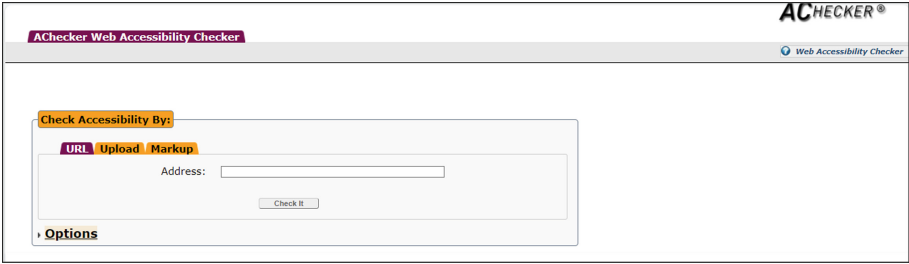 ACHECKER®
AChecker Web Accessibility Checker
Web Accessibility Checker
Check Accessibility By:
URL Upload Markup
Address:
Check It
Options